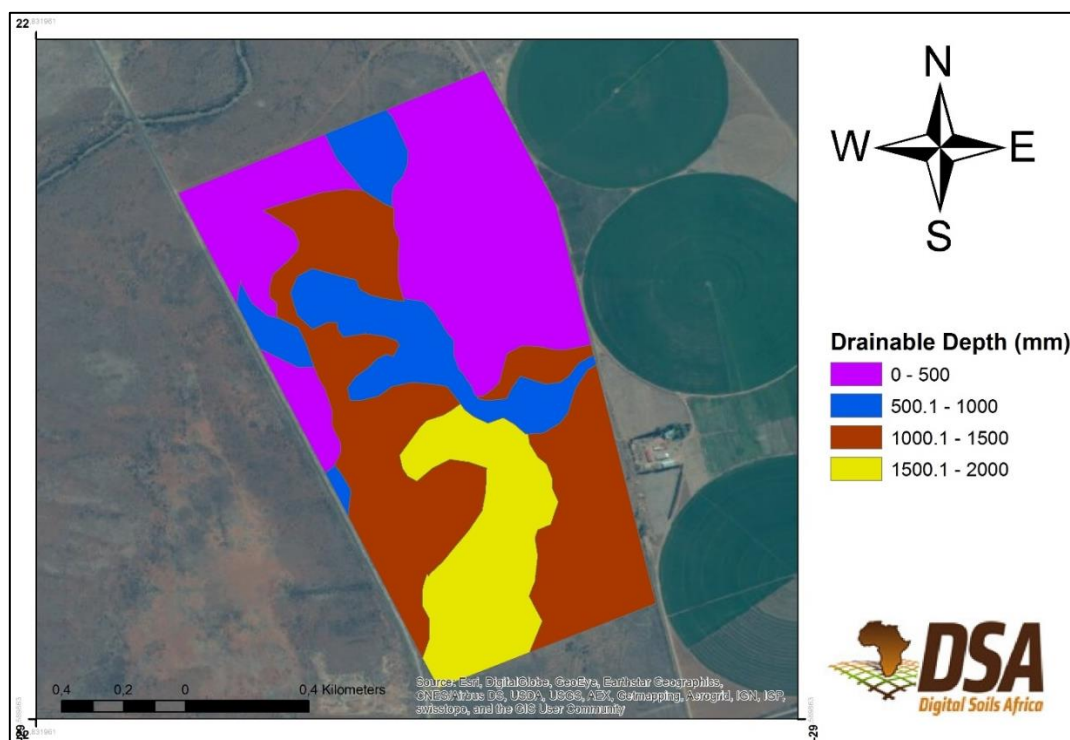 22
N
W E
S
Drainable Depth (mm)
0 - 500
500.1 - 1000
1000.1 - 1500
1500.1 - 2000
0,4 0,2 0 0,4 Kilometers
Source: Esri, DigitalGlobe, GeoEye, Earthstar Geographics,
CNES/Airbus DS, USDA, USGS, AEX, Getmapping, Aerogrid, IGN, IGP,
swisstopo, and the GIS User Community
DSA
Digital Soils Africa
-29